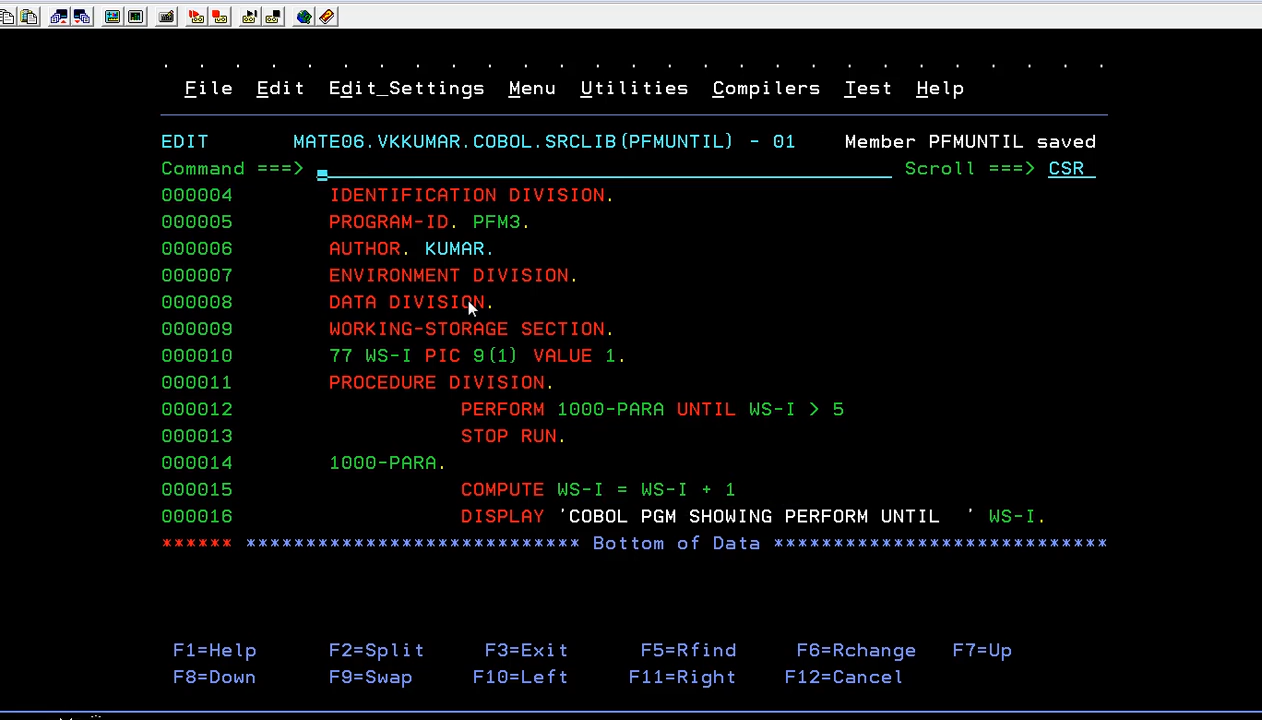 File Edit Edit_Settings Menu Utilities Compilers Test Help
EDIT MATE06.VKKUMAR.COBOL.SRCLIB(PFMUNTIL) - 01 Member PFMUNTIL saved
Command ===> Scroll ===> CSR
000004 IDENTIFICATION DIVISION.
000005 PROGRAM-ID. PFM3.
000006 AUTHOR. KUMAR.
000007 ENVIRONMENT DIVISION.
000008 DATA DIVISION.
000009 WORKING-STORAGE SECTION.
000010 77 WS-I PIC 9(1) VALUE 1.
000011 PROCEDURE DIVISION.
000012 PERFORM 1000-PARA UNTIL WS-I > 5
000013 STOP RUN.
000014 1000-PARA.
000015 COMPUTE WS-I = WS-I + 1
000016 DISPLAY 'COBOL PGM SHOWING PERFORM UNTIL  ' WS-I.
****** **************************** Bottom of Data ****************************
F1=Help F2=Split F3=Exit F5=Rfind F6=Rchange F7=Up
F8=Down F9=Swap F10=Left F11=Right F12=Cancel